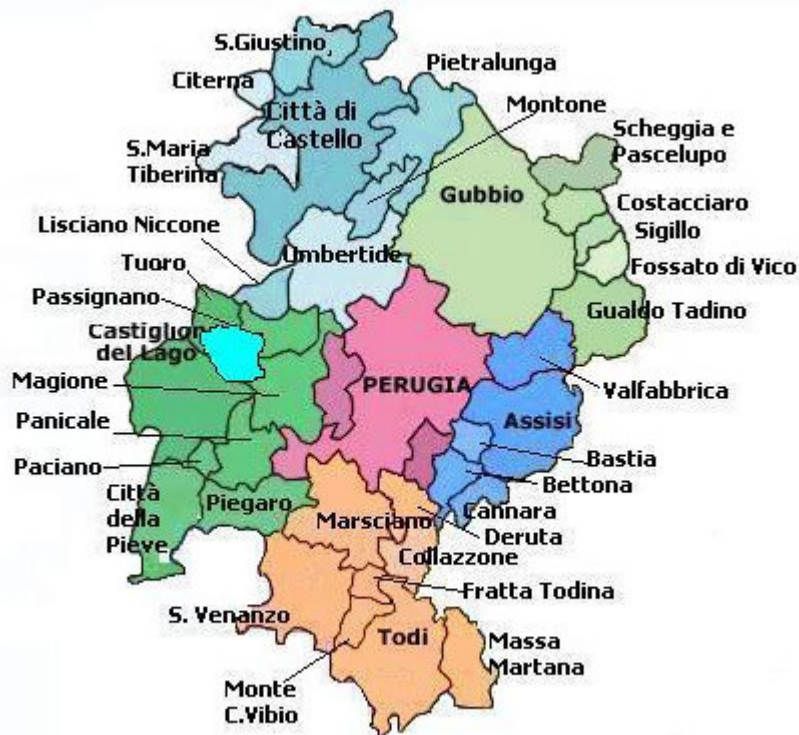 S.Giustino
Citerna
Pietralunga
Città di
Castello
Montone
S.Maria
Tiberina
Scheggia e
Pascelupo
Gubbio
Costacciaro
Lisciano Niccone
Sigillo
Umbertide
Tuoro
Fossato di Vico
Passignano
Gualdo Tadino
Castiglion
del Lago
Magione
PERUGIA
Valfabbrica
Panicale
Assisi
Bastia
Paciano
Bettona
Città
della
Pieve
Piegaro
Marsciano
Cannara
Deruta
Collazzone
Fratta Todina
S. Venanzo
Todi
Massa
Martana
Monte
C.Vibio